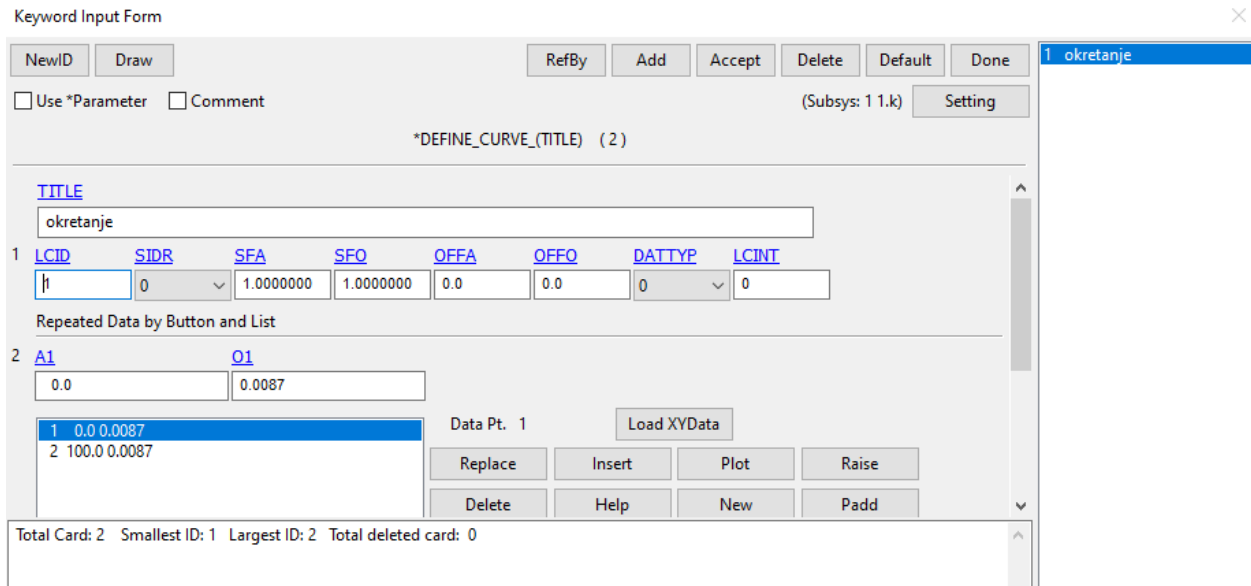 Keyword Input Form
NewID Draw RefBy Add Accept Delete Default Done
1 okretanje
Use *Parameter Comment (Subsys: 1 1.k) Setting
*DEFINE_CURVE_(TITLE) (2)
TITLE
okretanje
1 LCID SIDR SFA SFO OFFA OFFO DATTYP LCINT
1 0 1.0000000 1.0000000 0.0 0.0 0 0
Repeated Data by Button and List
2 A1 O1
0.0 0.0087
1 0.0 0.0087
2 100.0 0.0087
Data Pt. 1 Load XYData
Replace Insert Plot Raise
Delete Help New Padd
Total Card: 2 Smallest ID: 1 Largest ID: 2 Total deleted card: 0